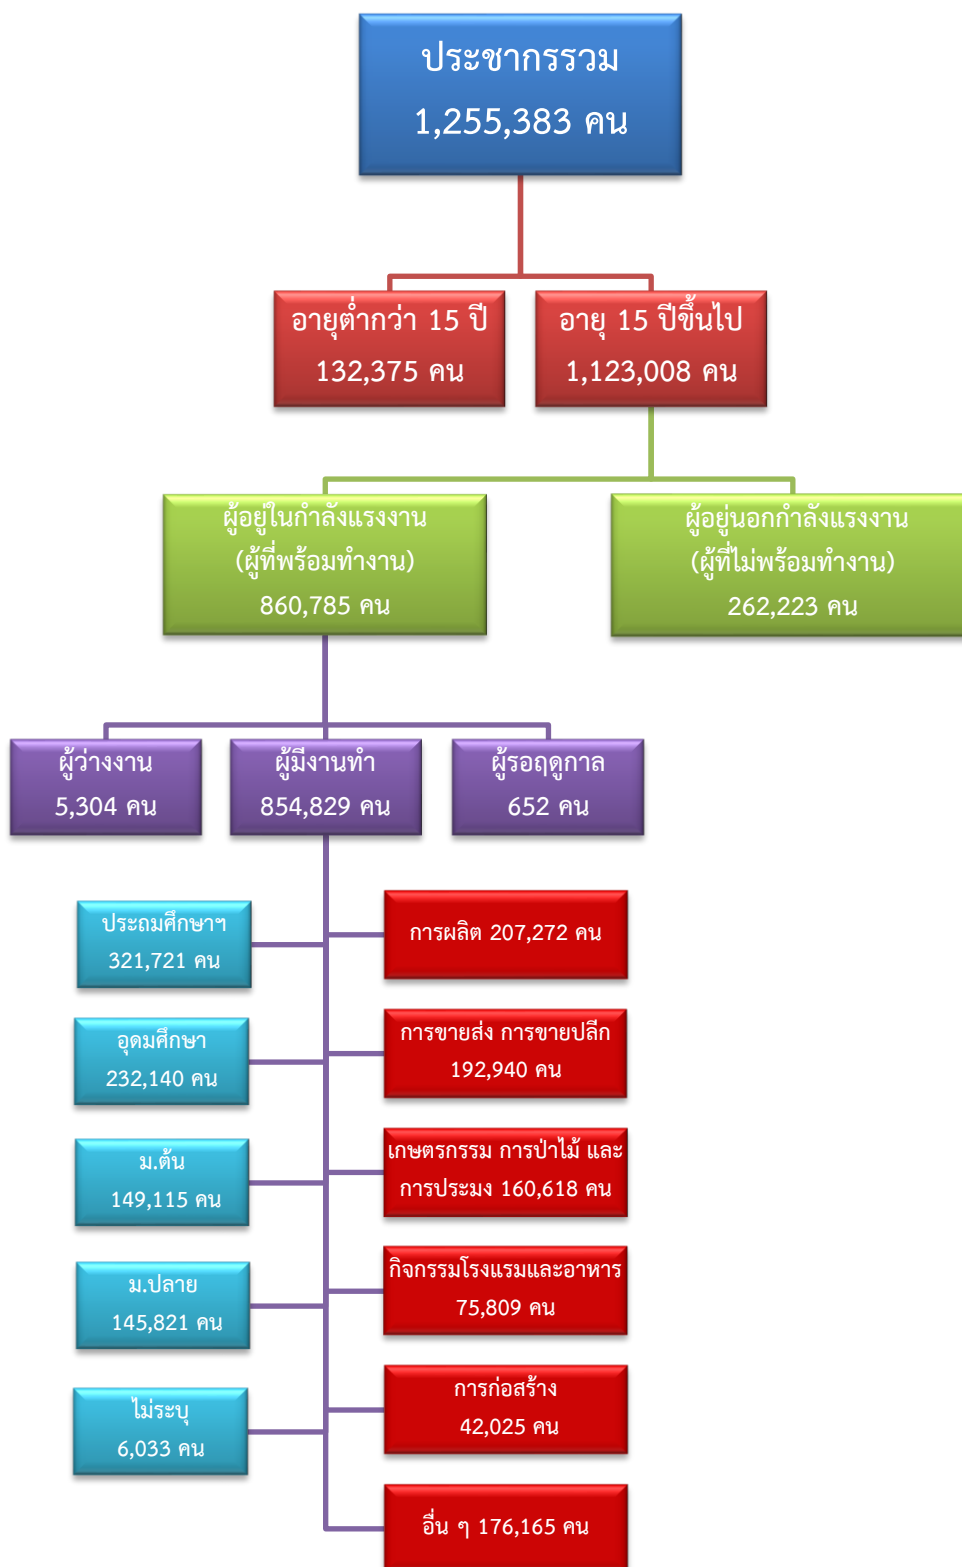 ประชากรรวม
1,255,383 คน
อายุต่ำกว่า 15 ปี
132,375 คน
อายุ 15 ปีขึ้นไป
1,123,008 คน
ผู้อยู่ในกำลังแรงงาน
(ผู้ที่พร้อมทำงาน)
860,785 คน
ผู้อยู่นอกกำลังแรงงาน
(ผู้ที่ไม่พร้อมทำงาน)
262,223 คน
ผู้ว่างงาน
5,304 คน
ผู้มีงานทำ
854,829 คน
ผู้รอฤดูกาล
652 คน
ประถมศึกษาฯ
321,721 คน
อุดมศึกษา
232,140 คน
ม.ต้น
149,115 คน
ม.ปลาย
145,821 คน
ไม่ระบุ
6,033 คน
การผลิต 207,272 คน
การขายส่ง การขายปลีก
192,940 คน
เกษตรกรรม การป่าไม้ และ
การประมง 160,618 คน
กิจกรรมโรงแรมและอาหาร
75,809 คน
การก่อสร้าง
42,025 คน
อื่น ๆ 176,165 คน